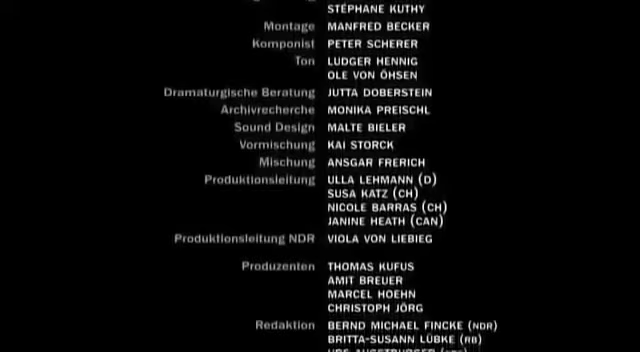 STÉPHANE KUTHY
Montage MANFRED BECKER
Komponist PETER SCHERER
Ton LUDGER HENNIG
OLE VON ÖHSEN
Dramaturgische Beratung JUTTA DOBERSTEIN
Archivrecherche MONIKA PREISCHL
Sound Design MALTE BIELER
Vormischung KAI STORCK
Mischung ANSGAR FRERICH
Produktionsleitung ULLA LEHMANN (D)
SUSA KATZ (CH)
NICOLE BARRAS (CH)
JANINE HEATH (CAN)
Produktionsleitung NDR VIOLA VON LIEBIEG
Produzenten THOMAS KUFUS
AMIT BREUER
MARCEL HOEHN
CHRISTOPH JÖRG
Redaktion BERND MICHAEL FINCKE (NDR)
BRITTA-SUSANN LÜBKE (RB)